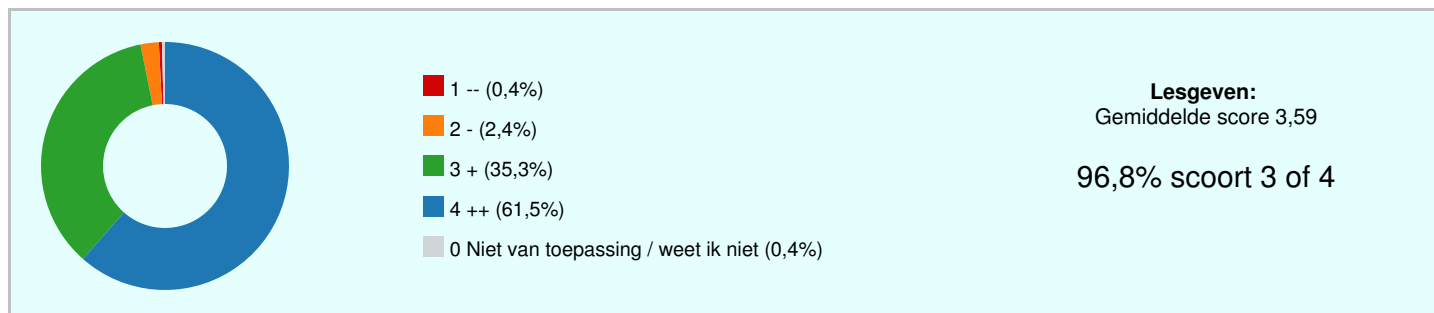 1 -- (0,4%)
2 - (2,4%)
3 + (35,3%)
4 ++ (61,5%)
0 Niet van toepassing / weet ik niet (0,4%)
Lesgeven:
Gemiddelde score 3,59
96,8% scoort 3 of 4